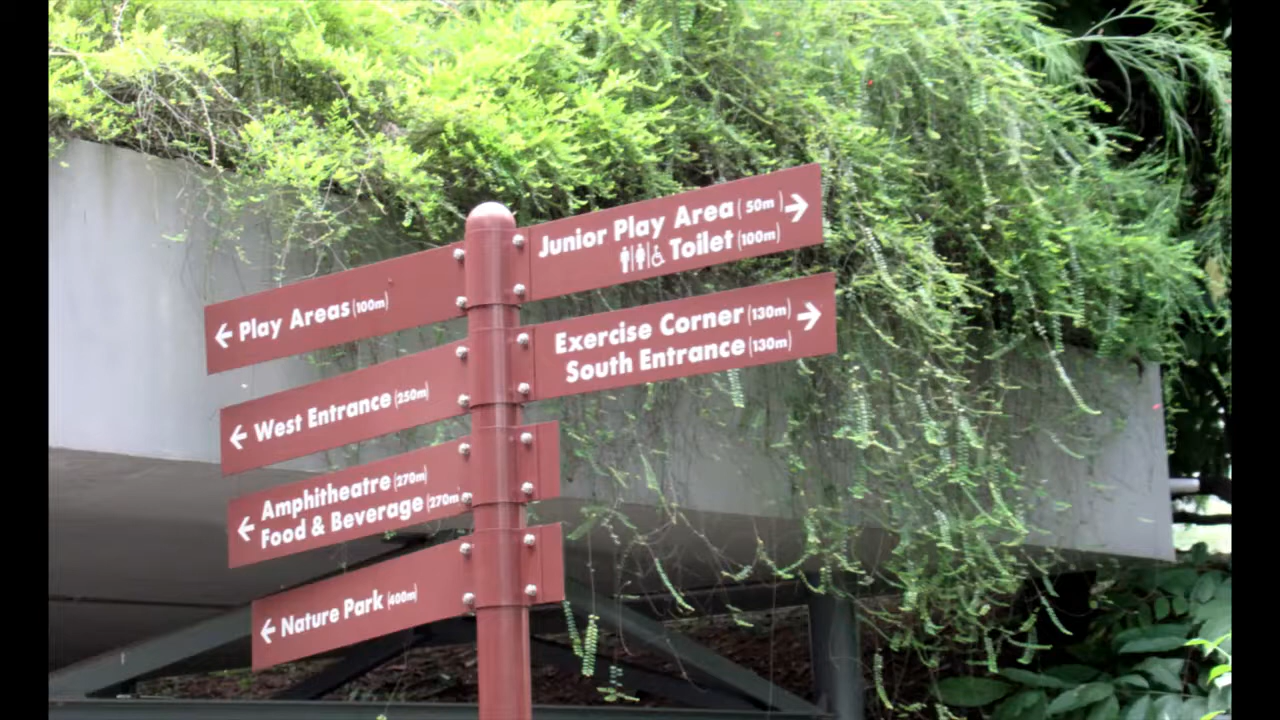 Junior Play Area (50m)
Toilet (100m)
Play Areas (100m)
Exercise Corner (130m)
South Entrance (130m)
West Entrance (250m)
Amphitheatre (270m)
Food & Beverage (270m
Nature Park (400m)